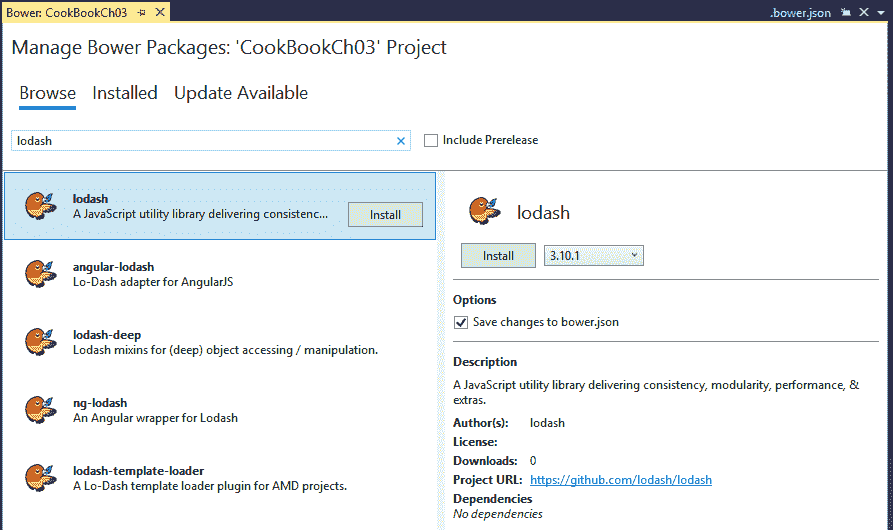 Bower: CookBookCh03
.bower.json
Manage Bower Packages: 'CookBookCh03' Project
Browse Installed Update Available
lodash
Include Prerelease
lodash
A JavaScript utility library delivering consistenc...
Install
angular-lodash
Lo-Dash adapter for AngularJS
lodash-deep
Lodash mixins for (deep) object accessing / manipulation.
ng-lodash
An Angular wrapper for Lodash
lodash-template-loader
A Lo-Dash template loader plugin for AMD projects.
lodash
Install 3.10.1
Options
Save changes to bower.json
Description
A JavaScript utility library delivering consistency, modularity, performance, &
extras.
Author(s): lodash
License:
Downloads: 0
Project URL: https://github.com/lodash/lodash
Dependencies
No dependencies